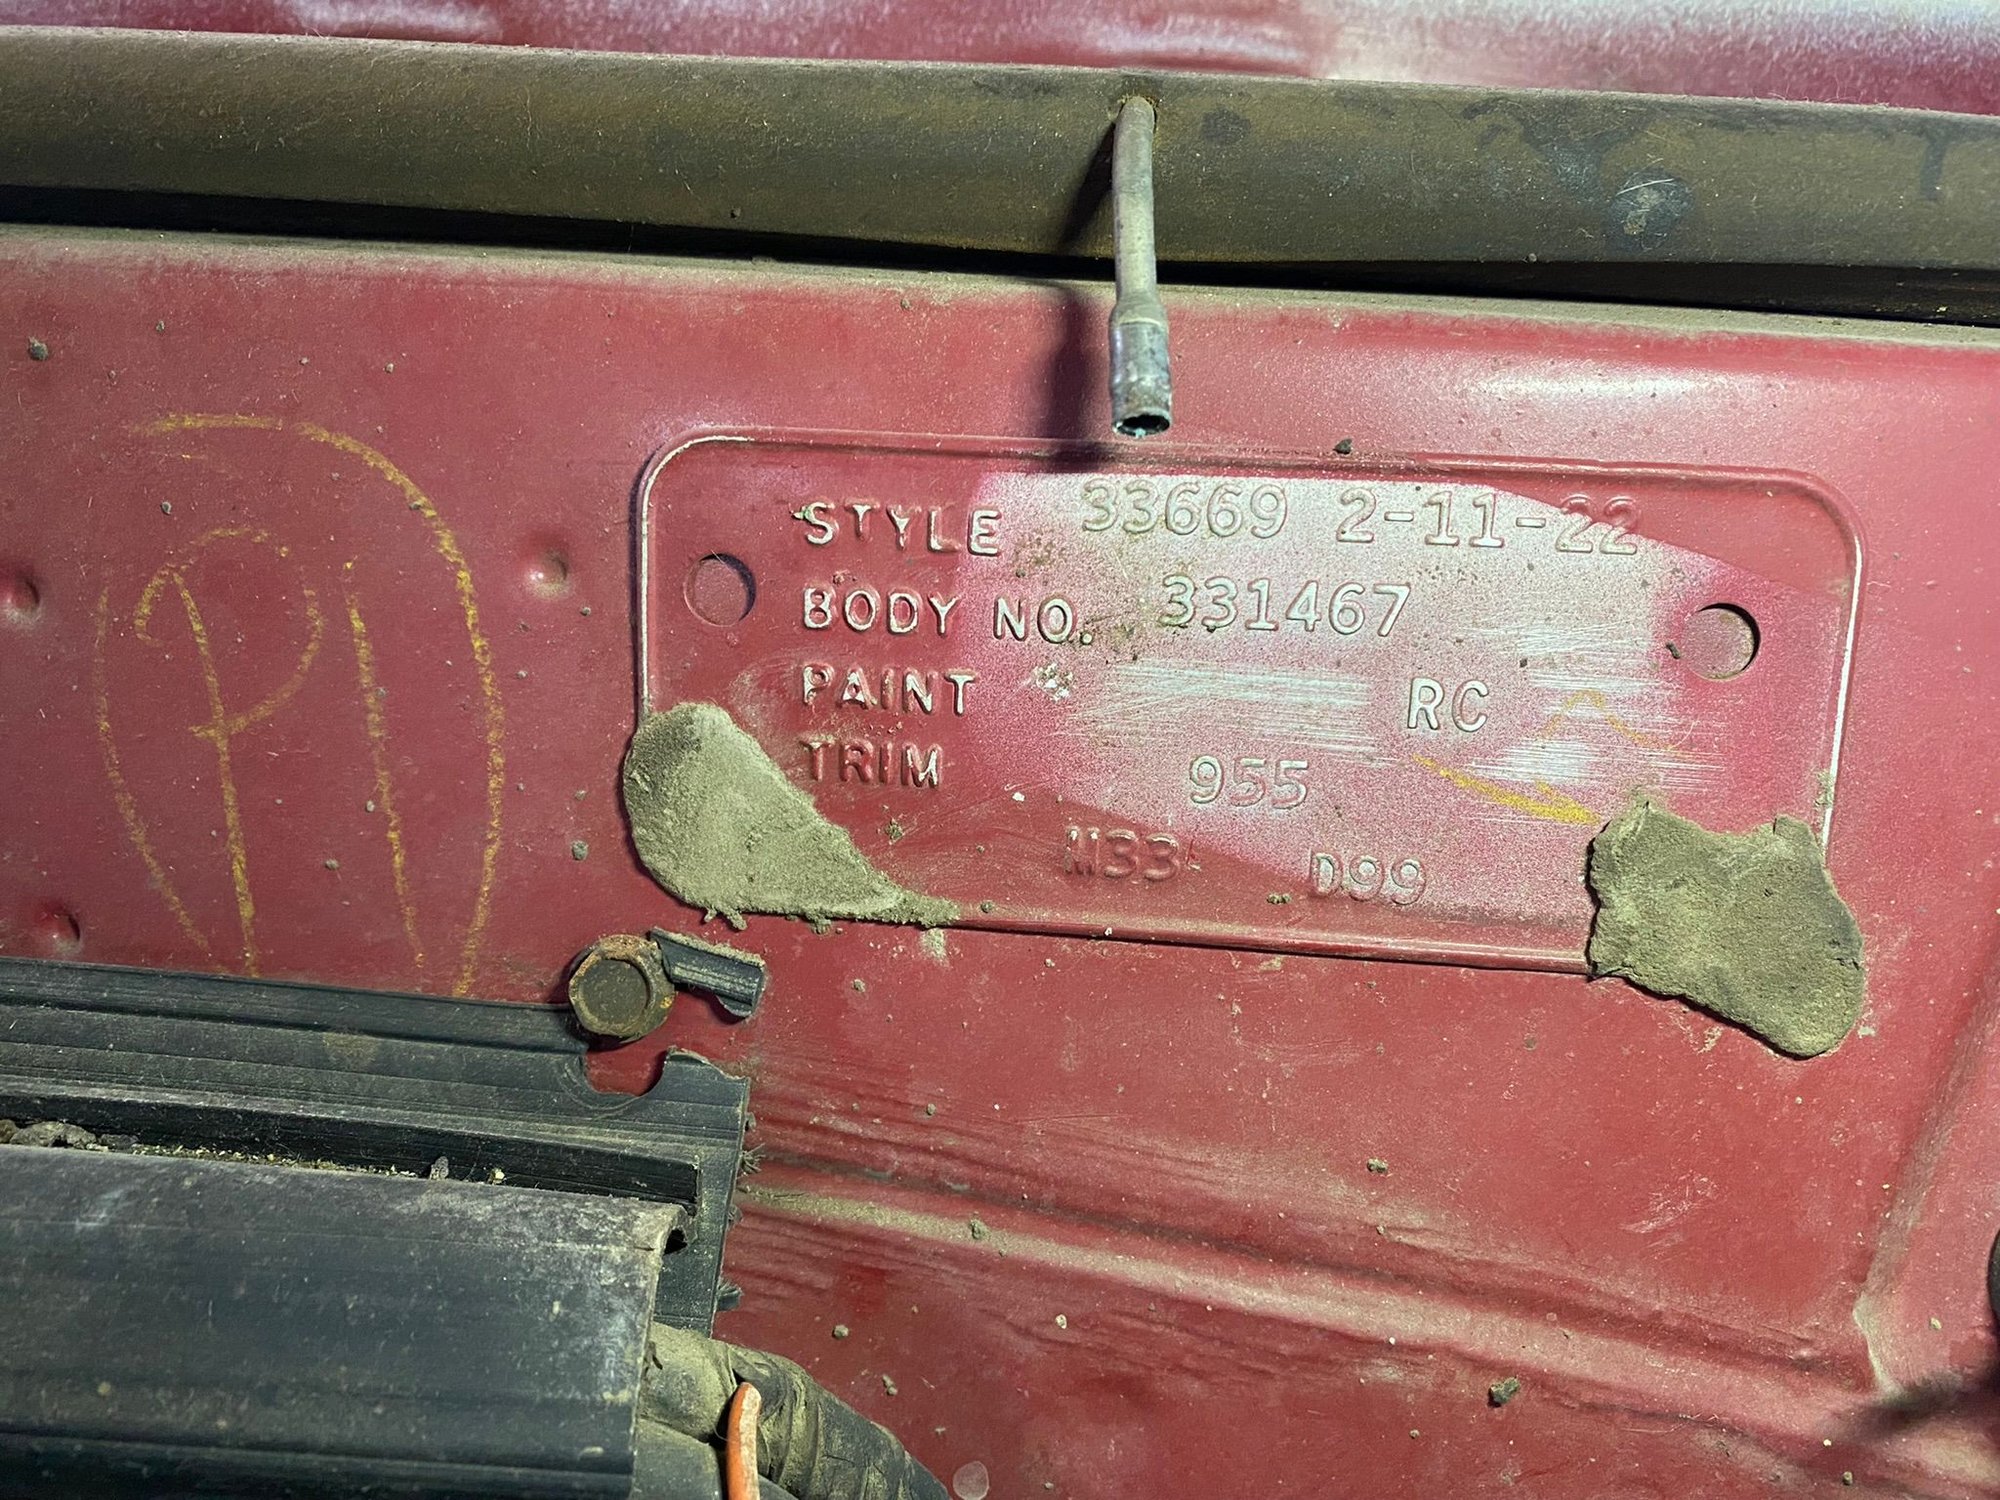 STYLE 33669 2-11-22
BODY NO. 331467
PAINT RC
TRIM 955
M33 D99